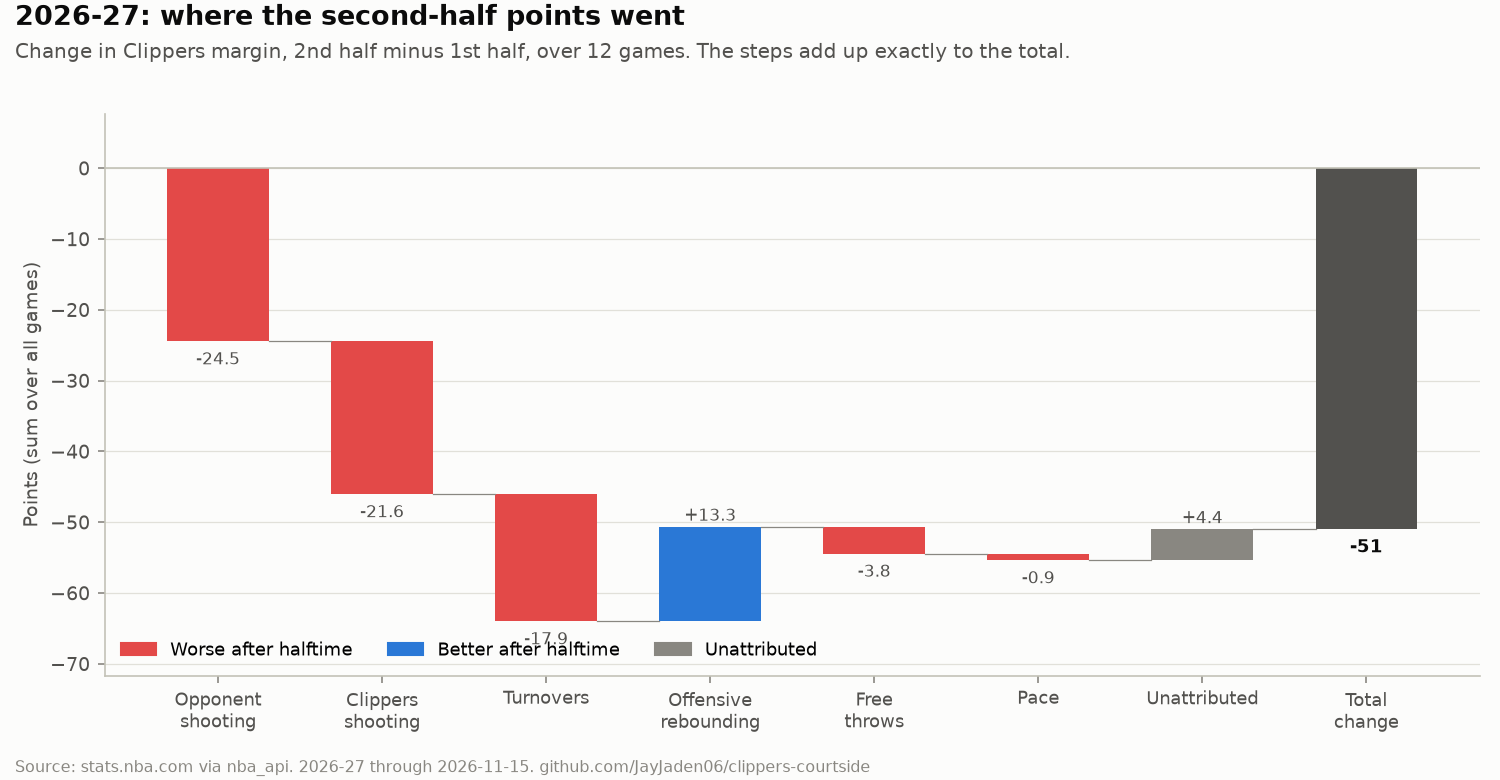 2026-27: where the second-half points went
Change in Clippers margin, 2nd half minus 1st half, over 12 games. The steps add up exactly to the total.
Points (sum over all games)
0
−10
−20
−30
−40
−50
−60
−70
-24.5
-21.6
-17.9
+13.3
-3.8
-0.9
+4.4
-51
Worse after halftime
Better after halftime
Unattributed
Opponent
shooting
Clippers
shooting
Turnovers
Offensive
rebounding
Free
throws
Pace
Unattributed
Total
change
Source: stats.nba.com via nba_api. 2026-27 through 2026-11-15. github.com/JayJaden06/clippers-courtside